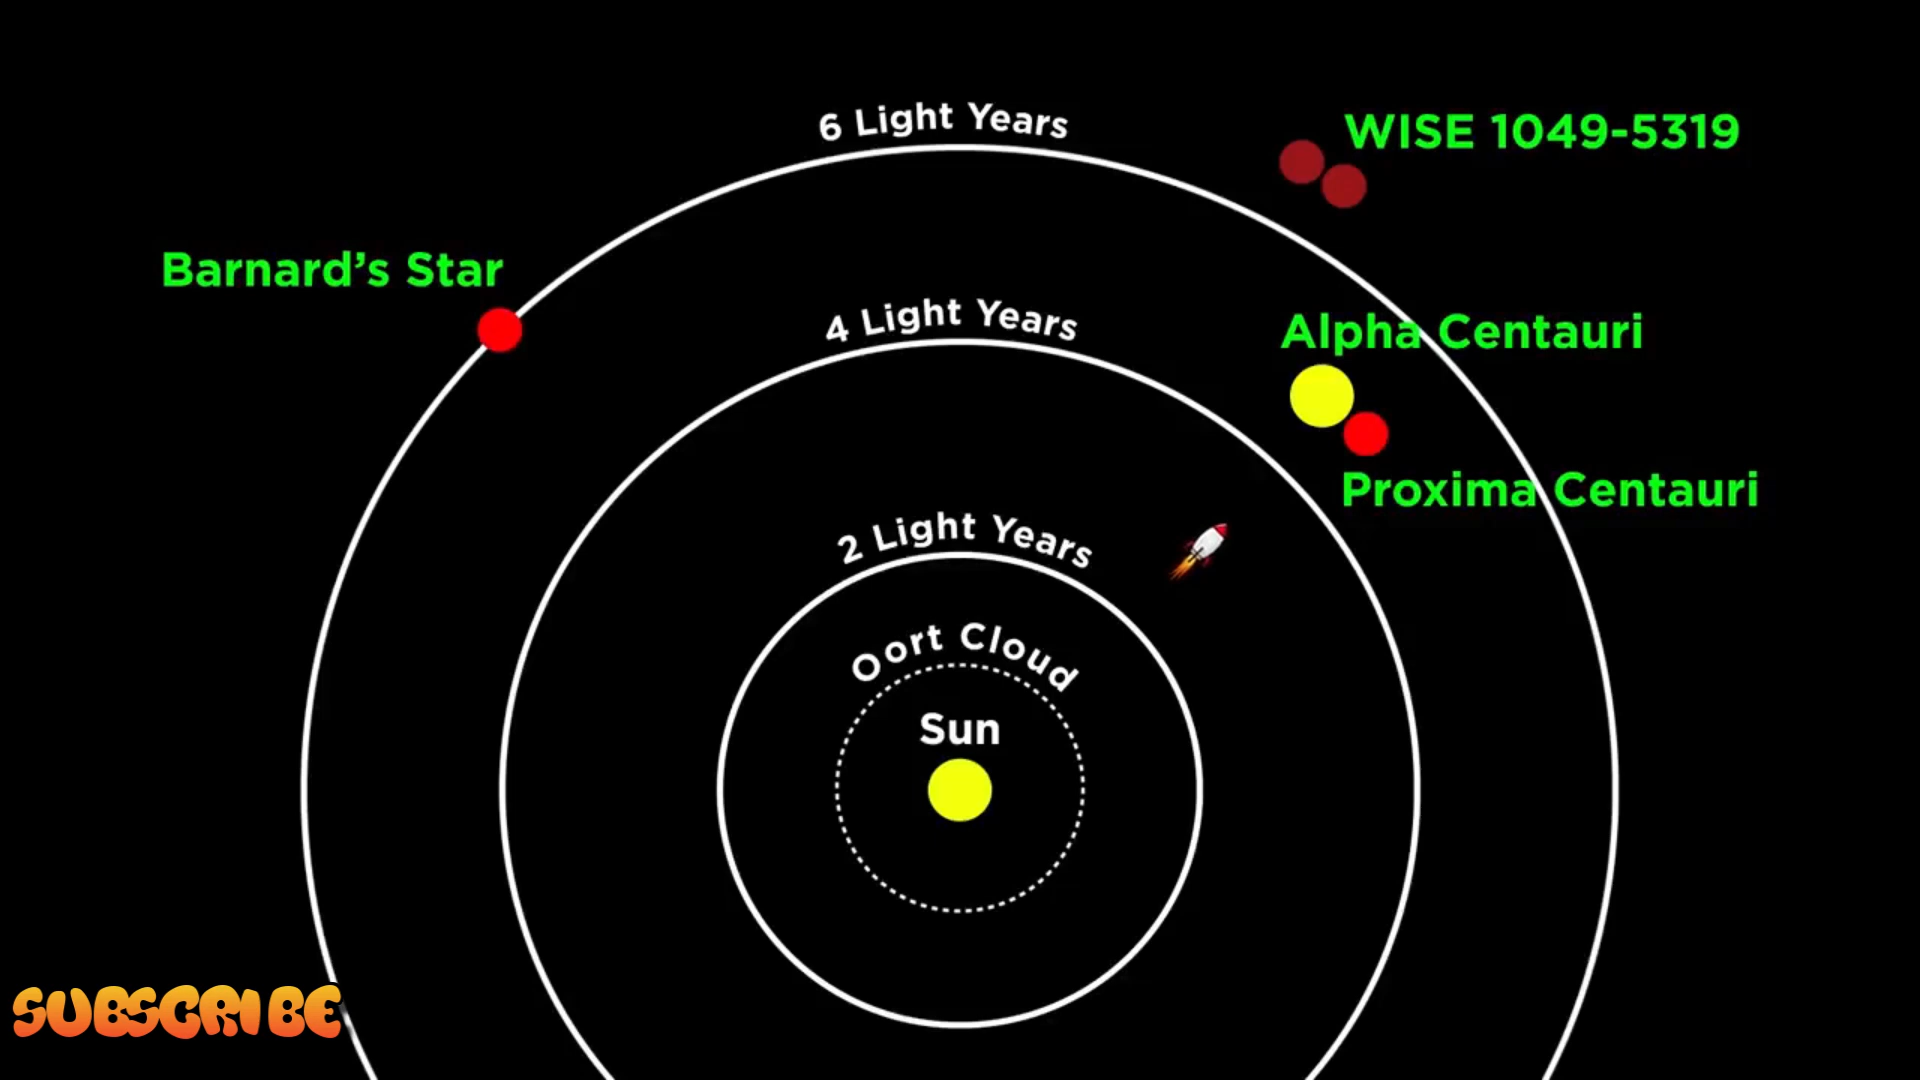 6 Light Years
WISE 1049-5319
Barnard’s Star
4 Light Years
Alpha Centauri
Proxima Centauri
2 Light Years
Oort Cloud
Sun
SUBSCRIBE